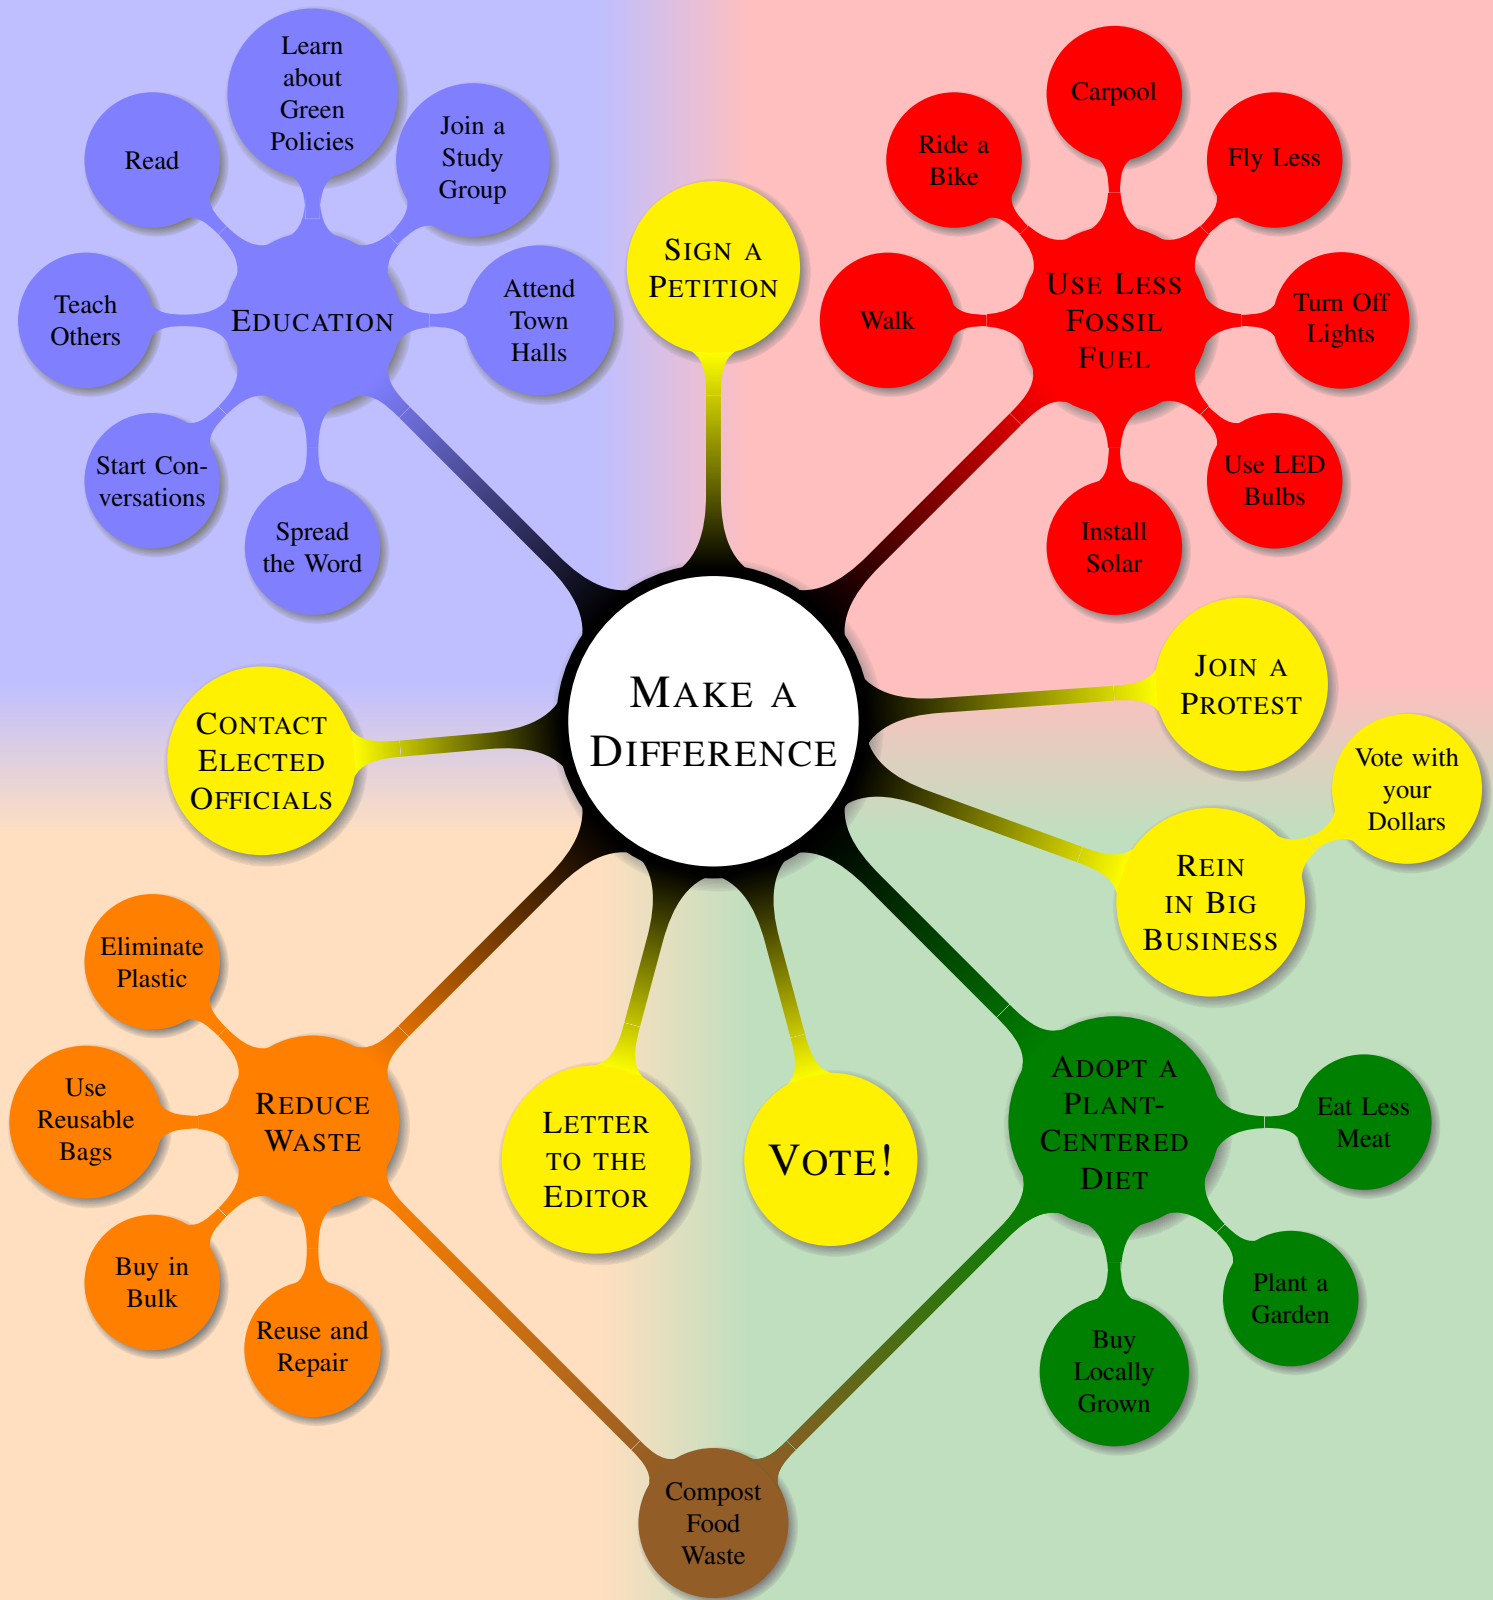 Learn
about
Green
Policies
Join a
Study
Group
Read
Attend
Town
Halls
EDUCATION
Teach
Others
Start Con-
versations
Spread
the Word
SIGN A
PETITION
Carpool
Ride a
Bike
Fly Less
Walk
USE LESS
FOSSIL
FUEL
Turn Off
Lights
Use LED
Bulbs
Install
Solar
MAKE A
DIFFERENCE
JOIN A
PROTEST
CONTACT
ELECTED
OFFICIALS
Vote with
your
Dollars
REIN
IN BIG
BUSINESS
Eliminate
Plastic
Use
Reusable
Bags
REDUCE
WASTE
Buy in
Bulk
Reuse and
Repair
LETTER
TO THE
EDITOR
VOTE!
ADOPT A
PLANT-
CENTERED
DIET
Eat Less
Meat
Plant a
Garden
Buy
Locally
Grown
Compost
Food
Waste